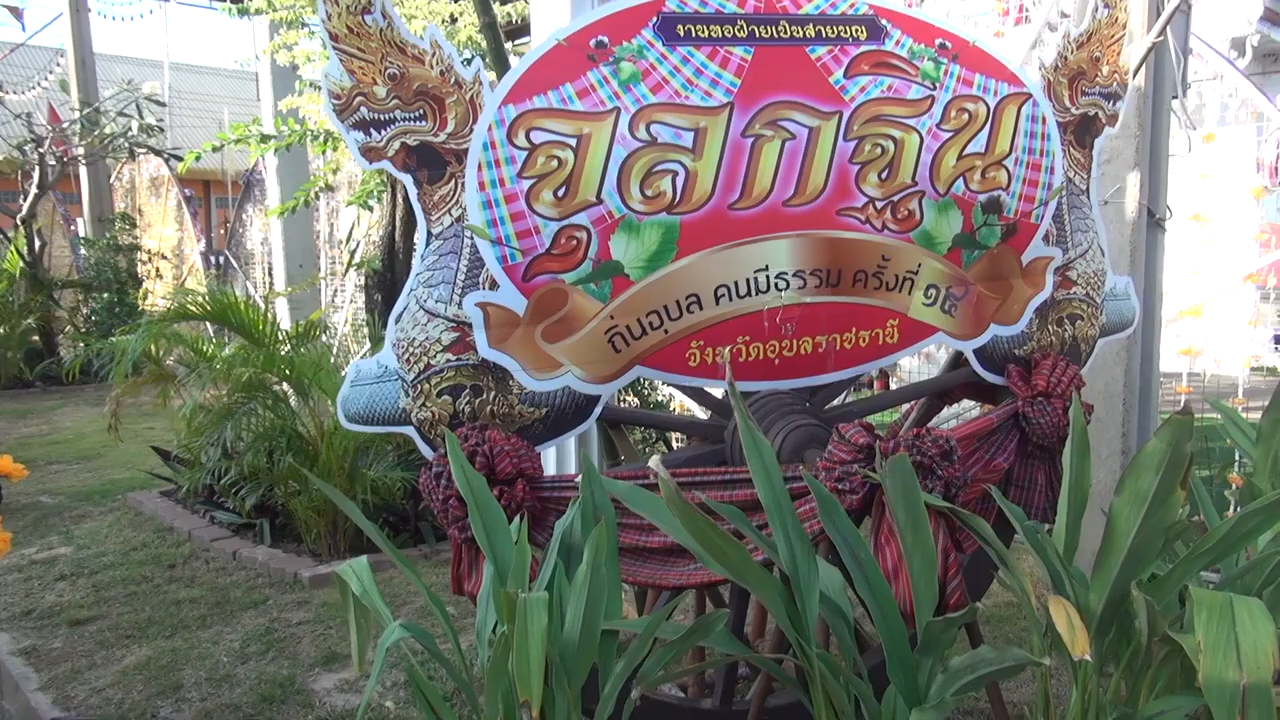 งานทอฝ้ายเป็นสายบุญ
จุลกฐิน
ถิ่นอุบล คนมีธรรม ครั้งที่ ๑๕
จังหวัดอุบลราชธานี